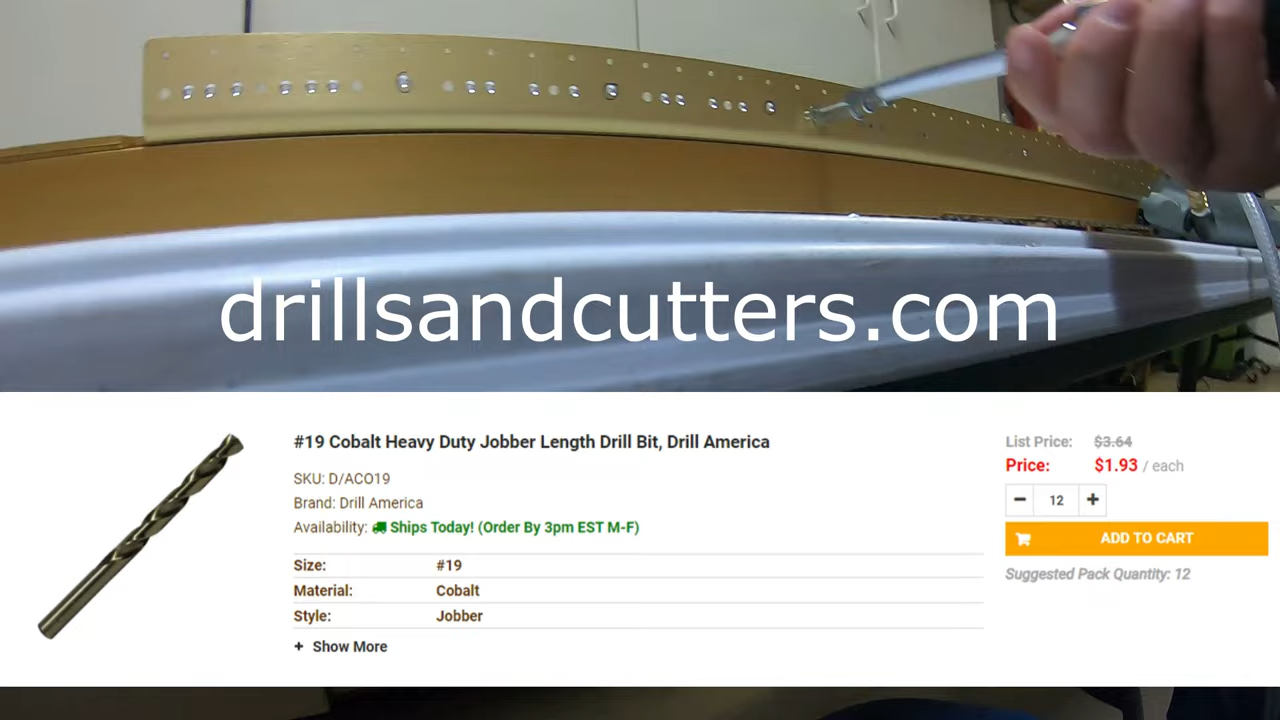 drillsandcutters.com
#19 Cobalt Heavy Duty Jobber Length Drill Bit, Drill America
SKU: D/ACO19
Brand: Drill America
Availability: Ships Today! (Order By 3pm EST M-F)
Size: #19
Material: Cobalt
Style: Jobber
+ Show More
List Price: $3.64
Price: $1.93 / each
− 12 +
ADD TO CART
Suggested Pack Quantity: 12